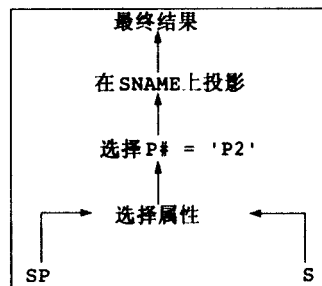 最终结果
在SNAME上投影
选择P# = 'P2'
选择属性
SP
S